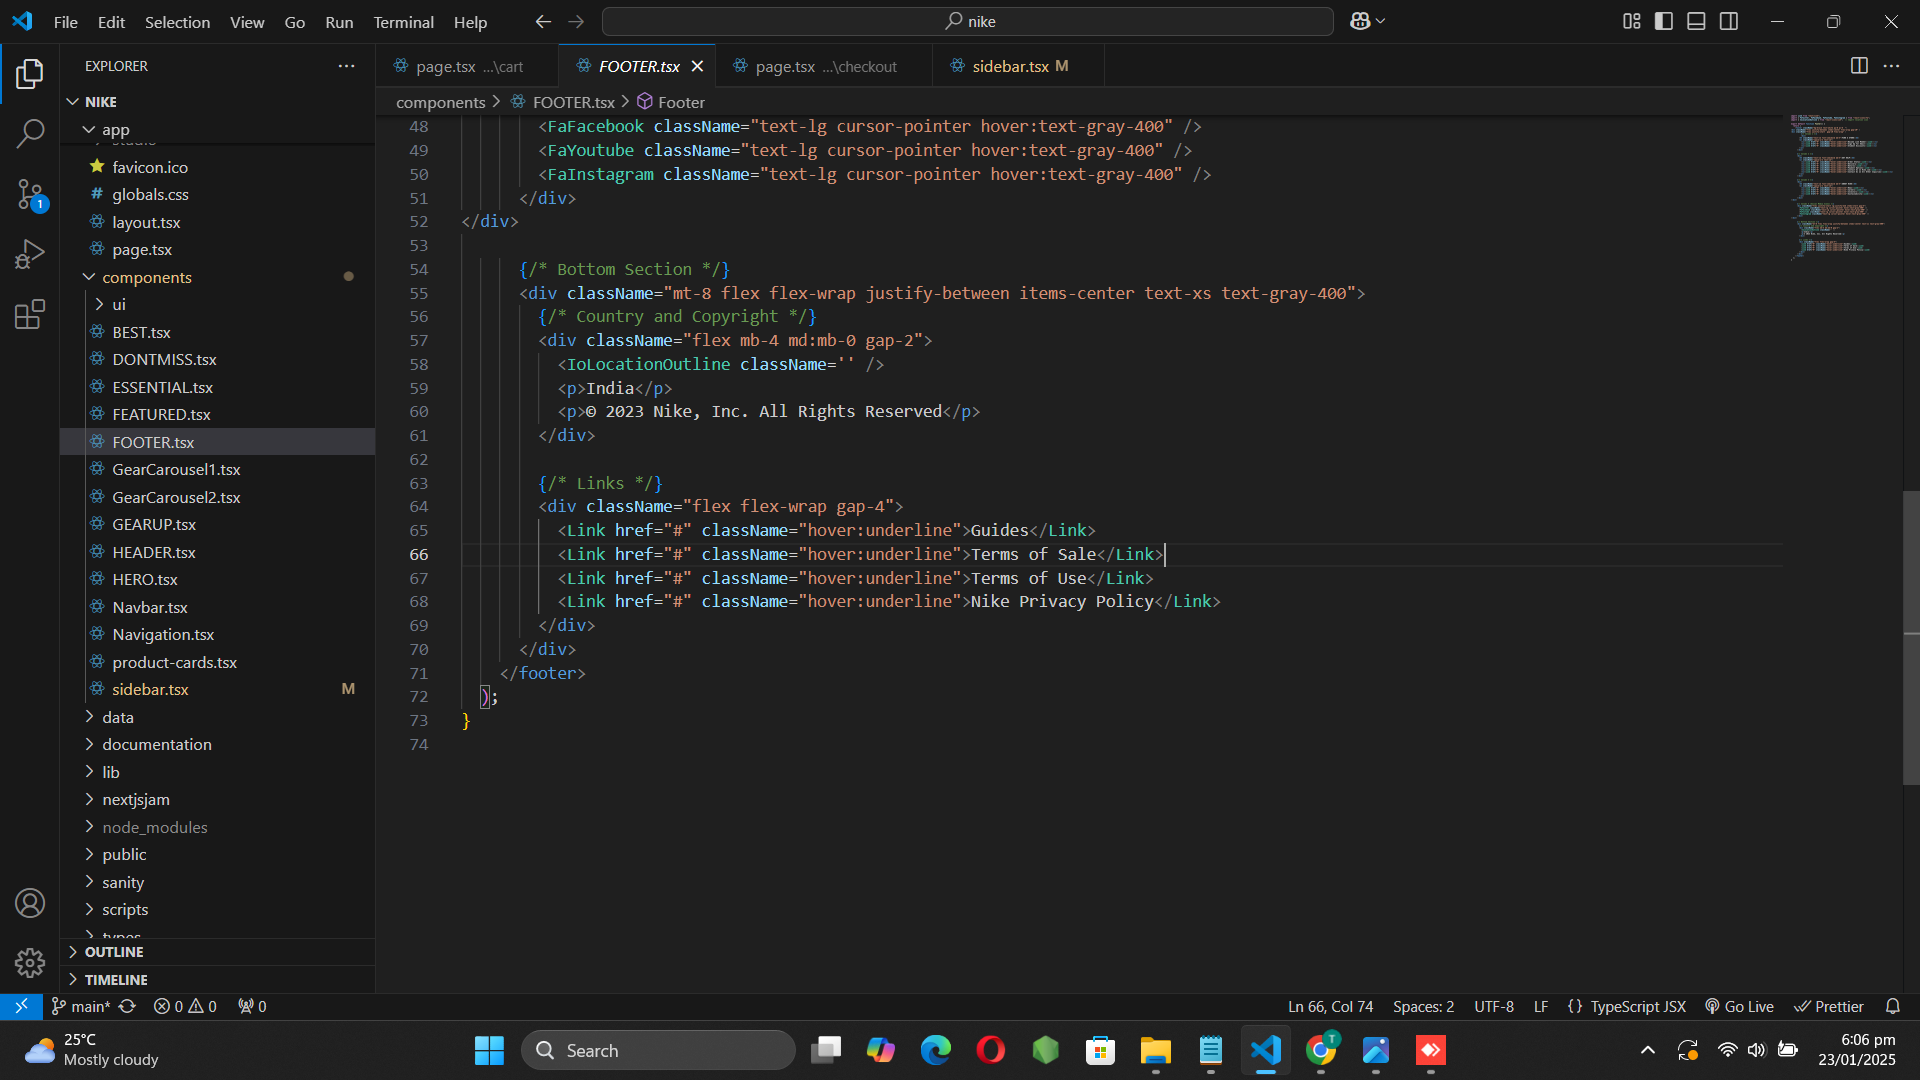 File Edit Selection View Go Run Terminal Help
nike
EXPLORER
NIKE
app
studio
favicon.ico
# globals.css
layout.tsx
page.tsx
components
ui
BEST.tsx
DONTMISS.tsx
ESSENTIAL.tsx
FEATURED.tsx
FOOTER.tsx
GearCarousel1.tsx
GearCarousel2.tsx
GEARUP.tsx
HEADER.tsx
HERO.tsx
Navbar.tsx
Navigation.tsx
product-cards.tsx
sidebar.tsx M
data
documentation
lib
nextjsjam
node_modules
public
sanity
scripts
types
OUTLINE
TIMELINE
1
page.tsx ...\cart FOOTER.tsx page.tsx ...\checkout sidebar.tsx M
components > FOOTER.tsx > Footer
48 <FaFacebook className="text-lg cursor-pointer hover:text-gray-400" />
49 <FaYoutube className="text-lg cursor-pointer hover:text-gray-400" />
50 <FaInstagram className="text-lg cursor-pointer hover:text-gray-400" />
51 </div>
52 </div>
53
54 {/* Bottom Section */}
55 <div className="mt-8 flex flex-wrap justify-between items-center text-xs text-gray-400">
56 {/* Country and Copyright */}
57 <div className="flex mb-4 md:mb-0 gap-2">
58 <IoLocationOutline className='' />
59 <p>India</p>
60 <p>© 2023 Nike, Inc. All Rights Reserved</p>
61 </div>
62
63 {/* Links */}
64 <div className="flex flex-wrap gap-4">
65 <Link href="#" className="hover:underline">Guides</Link>
66 <Link href="#" className="hover:underline">Terms of Sale</Link>
67 <Link href="#" className="hover:underline">Terms of Use</Link>
68 <Link href="#" className="hover:underline">Nike Privacy Policy</Link>
69 </div>
70 </div>
71 </footer>
72 );
73 }
74
main* 0 0 0 Ln 66, Col 74 Spaces: 2 UTF-8 LF {} TypeScript JSX Go Live Prettier
25°C
Mostly cloudy
Search
T
6:06 pm
23/01/2025